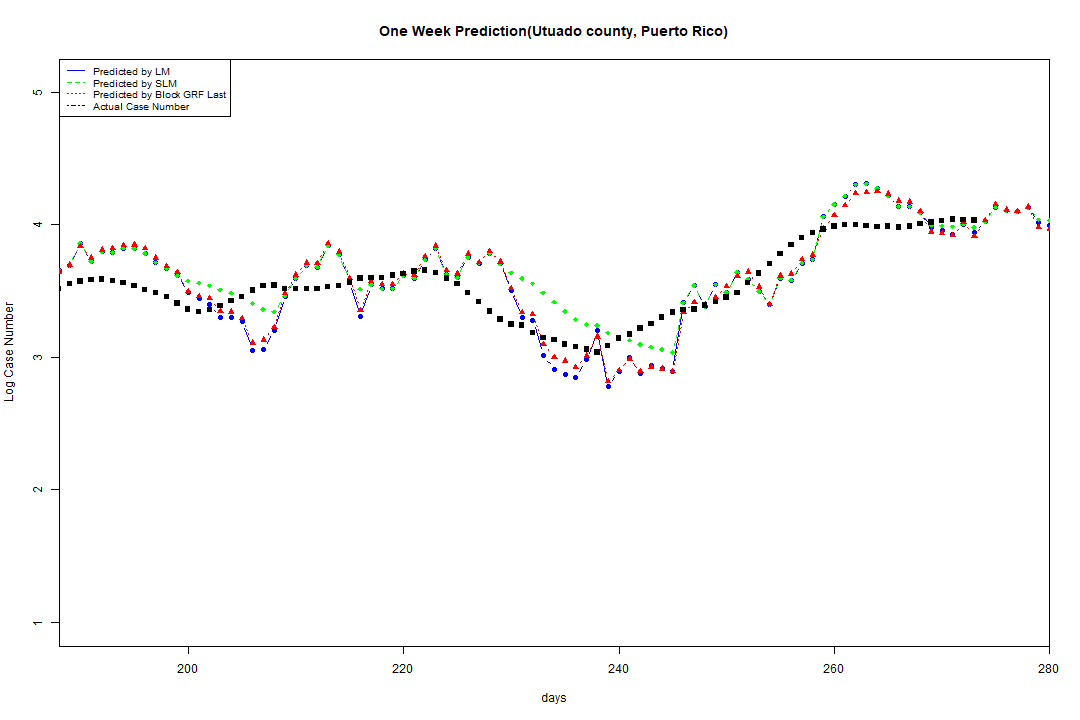 One Week Prediction(Utuado county, Puerto Rico)
Predicted by LM
Predicted by SLM
Predicted by Block GRF Last
Actual Case Number
5
4
3
2
1
Log Case Number
200 220 240 260 280
days